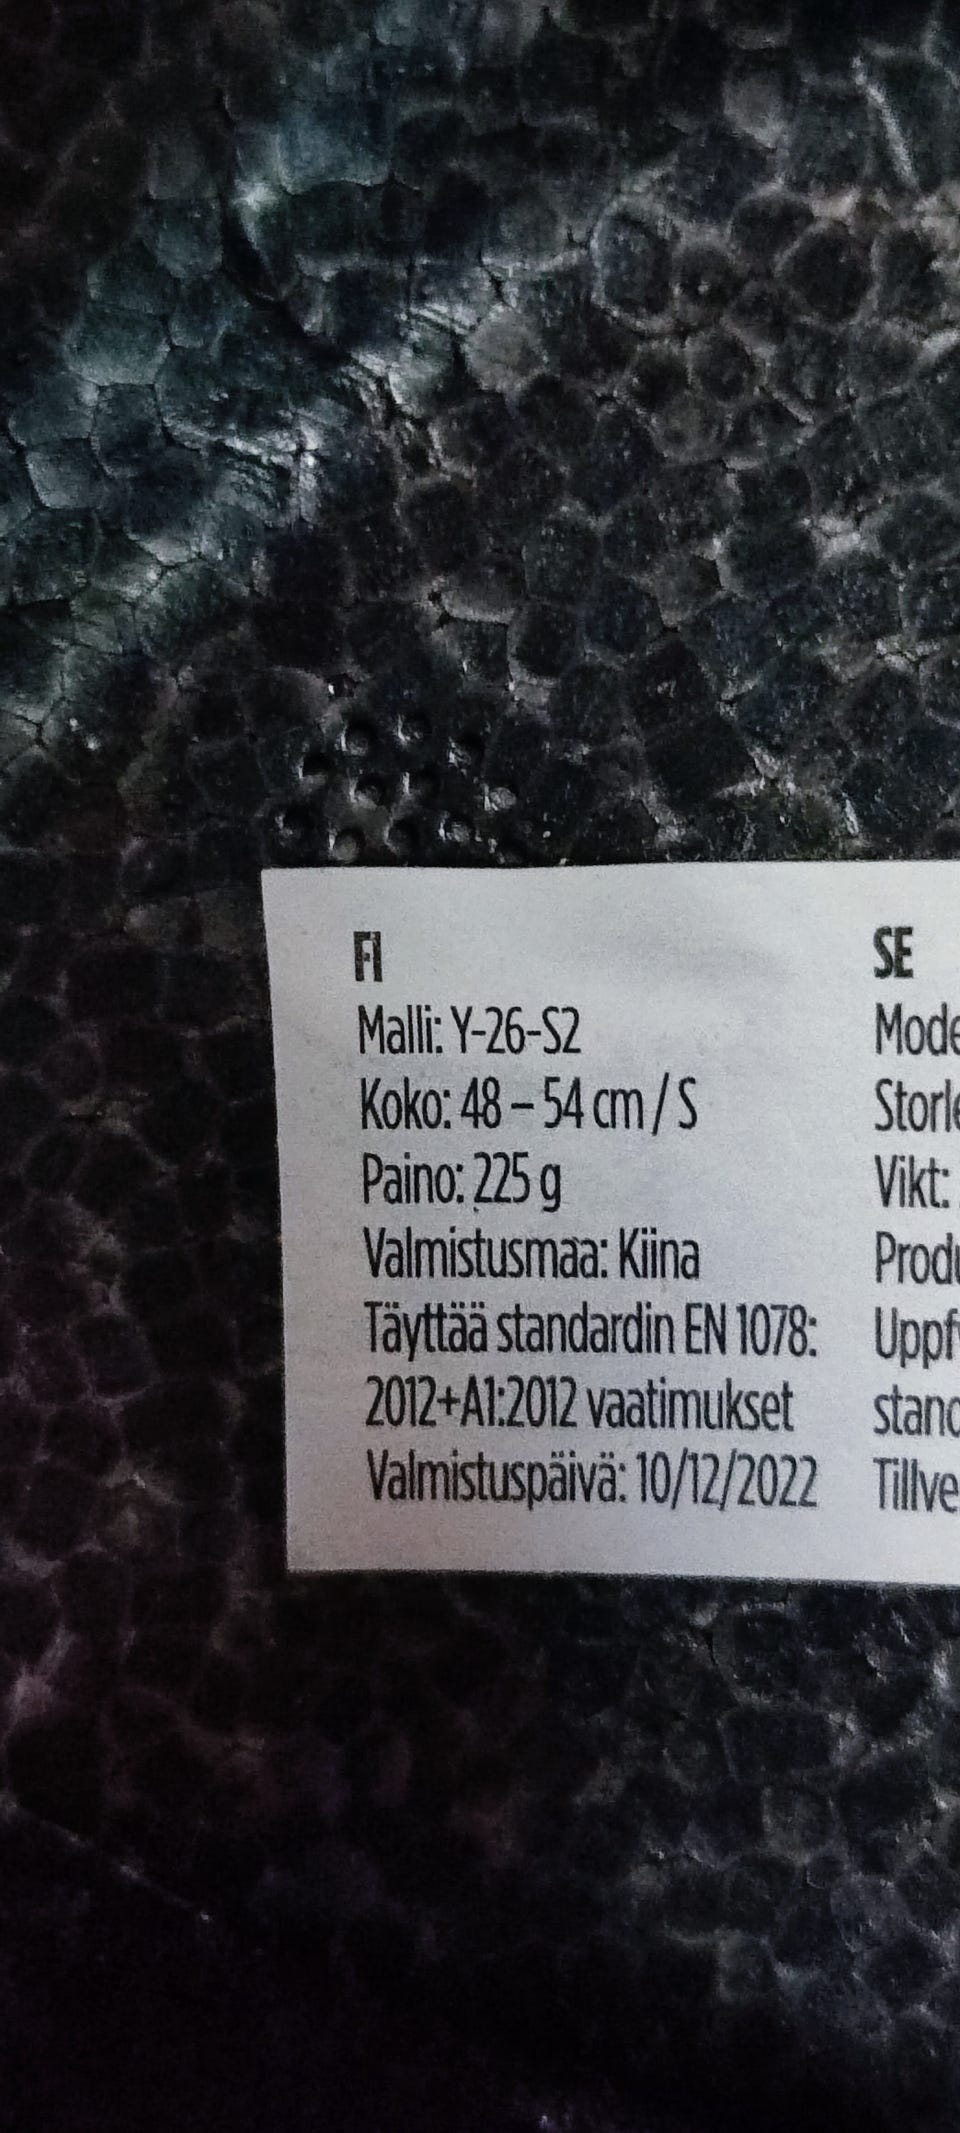 FI
Malli: Y-26-S2
Koko: 48 – 54 cm / S
Paino: 225 g
Valmistusmaa: Kiina
Täyttää standardin EN 1078:
2012+A1:2012 vaatimukset
Valmistuspäivä: 10/12/2022
SE
Vikt: